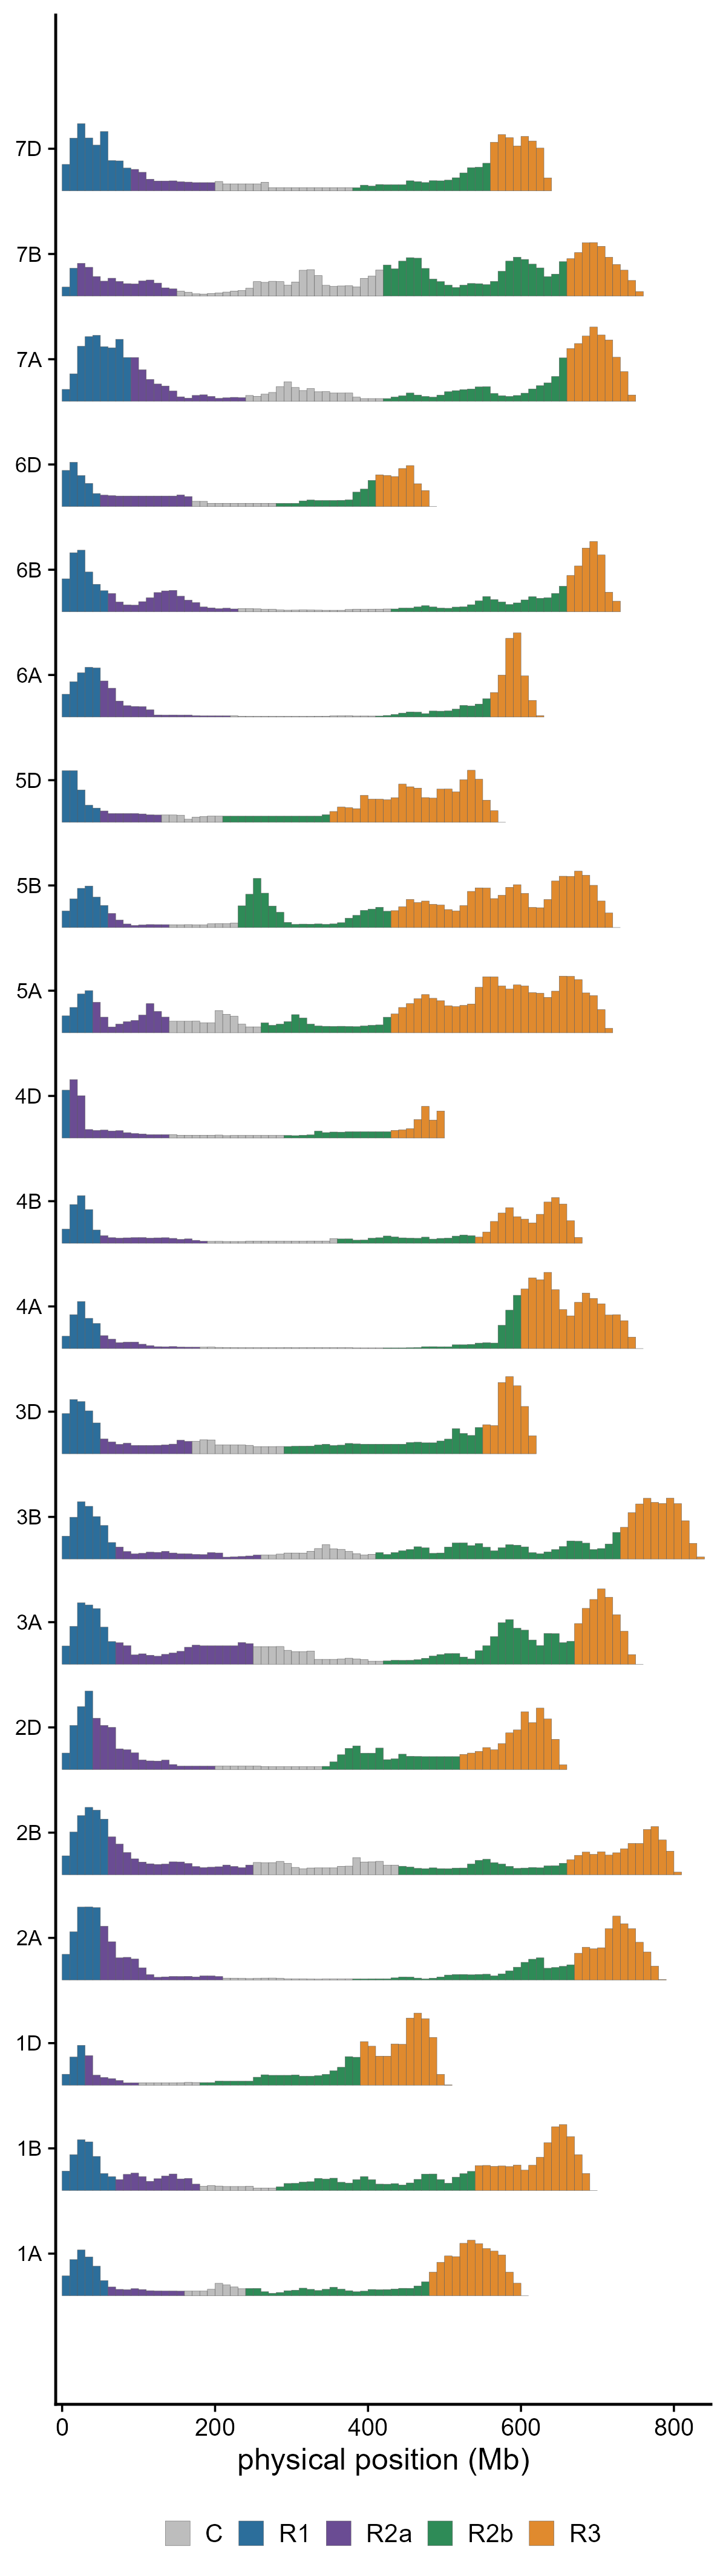 7D
7B
7A
6D
6B
6A
5D
5B
5A
4D
4B
4A
3D
3B
3A
2D
2B
2A
1D
1B
1A
0 200 400 600 800
physical position (Mb)
C R1 R2a R2b R3